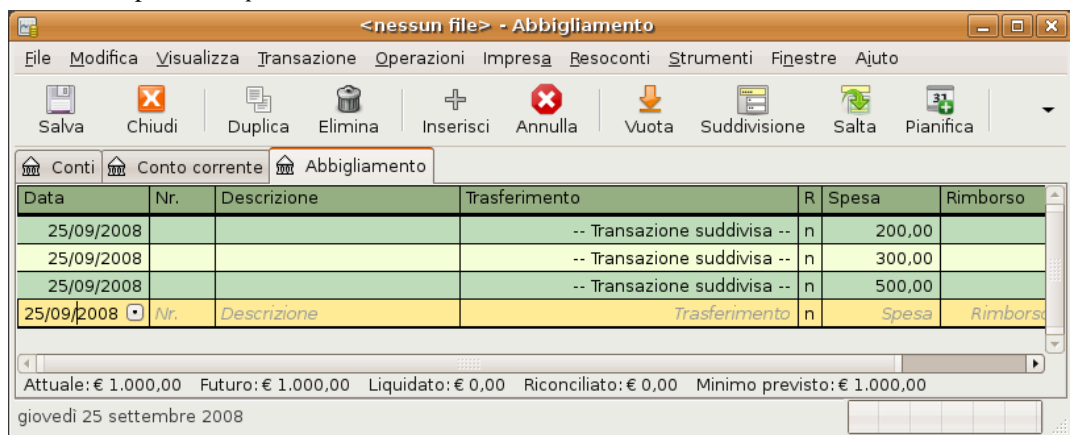 <nessun file> - Abbigliamento
File Modifica Visualizza Transazione Operazioni Impresa Resoconti Strumenti Finestre Aiuto
Salva Chiudi Duplica Elimina Inserisci Annulla Vuota Suddivisione Salta 31 Pianifica
Conti Conto corrente Abbigliamento
Data Nr. Descrizione Trasferimento R Spesa Rimborso
25/09/2008 -- Transazione suddivisa -- n 200,00
25/09/2008 -- Transazione suddivisa -- n 300,00
25/09/2008 -- Transazione suddivisa -- n 500,00
25/09/2008 Nr. Descrizione Trasferimento n Spesa Rimborso
Attuale: € 1.000,00 Futuro: € 1.000,00 Liquidato: € 0,00 Riconciliato: € 0,00 Minimo previsto: € 1.000,00
giovedì 25 settembre 2008